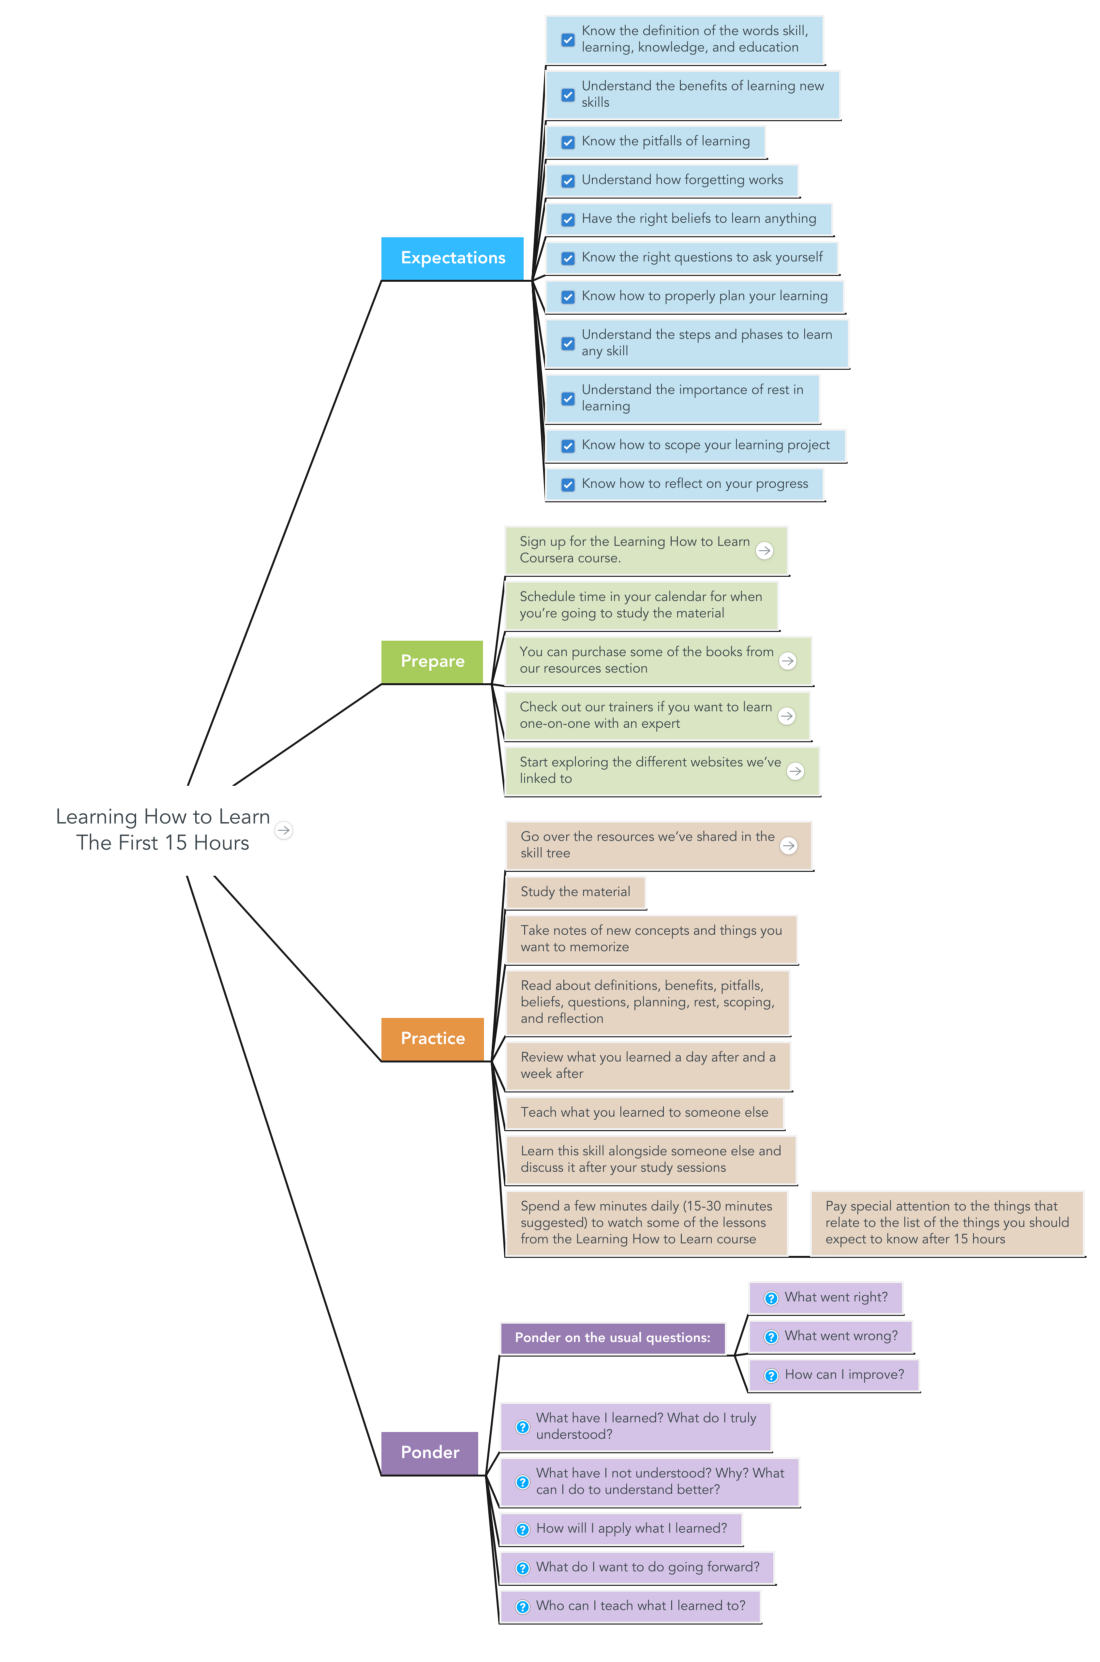 Know the definition of the words skill,
learning, knowledge, and education
Understand the benefits of learning new
skills
Know the pitfalls of learning
Understand how forgetting works
Have the right beliefs to learn anything
Expectations
Know the right questions to ask yourself
Know how to properly plan your learning
Understand the steps and phases to learn
any skill
Understand the importance of rest in
learning
Know how to scope your learning project
Know how to reflect on your progress
Sign up for the Learning How to Learn
Coursera course.
Schedule time in your calendar for when
you're going to study the material
Prepare
You can purchase some of the books from
our resources section
Check out our trainers if you want to learn
one-on-one with an expert
Start exploring the different websites we've
linked to
Learning How to Learn
The First 15 Hours
Go over the resources we've shared in the
skill tree
Study the material
Take notes of new concepts and things you
want to memorize
Read about definitions, benefits, pitfalls,
beliefs, questions, planning, rest, scoping,
and reflection
Practice
Review what you learned a day after and a
week after
Teach what you learned to someone else
Learn this skill alongside someone else and
discuss it after your study sessions
Spend a few minutes daily (15-30 minutes
suggested) to watch some of the lessons
from the Learning How to Learn course
Pay special attention to the things that
relate to the list of the things you should
expect to know after 15 hours
Ponder on the usual questions:
What went right?
What went wrong?
How can I improve?
What have I learned? What do I truly
understood?
Ponder
What have I not understood? Why? What
can I do to understand better?
How will I apply what I learned?
What do I want to do going forward?
Who can I teach what I learned to?